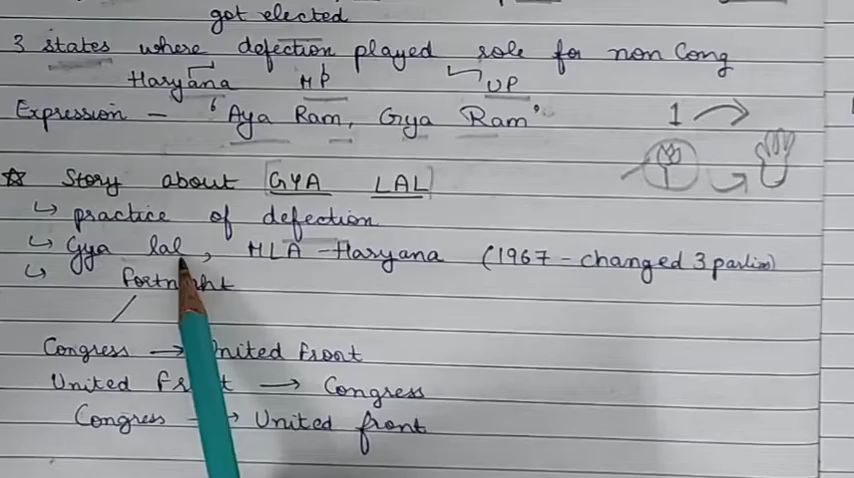 got elected
3 states where defection played role for non Cong
Haryana MP UP
Expression - 'Aya Ram, Gya Ram'
1
☆ Story about [GYA LAL]
↳ practice of defection
↳ Gya lal, MLA - Haryana (1967 - changed 3 parties)
↳ Fortnight
Congress → United Front
United Front → Congress
Congress → United front